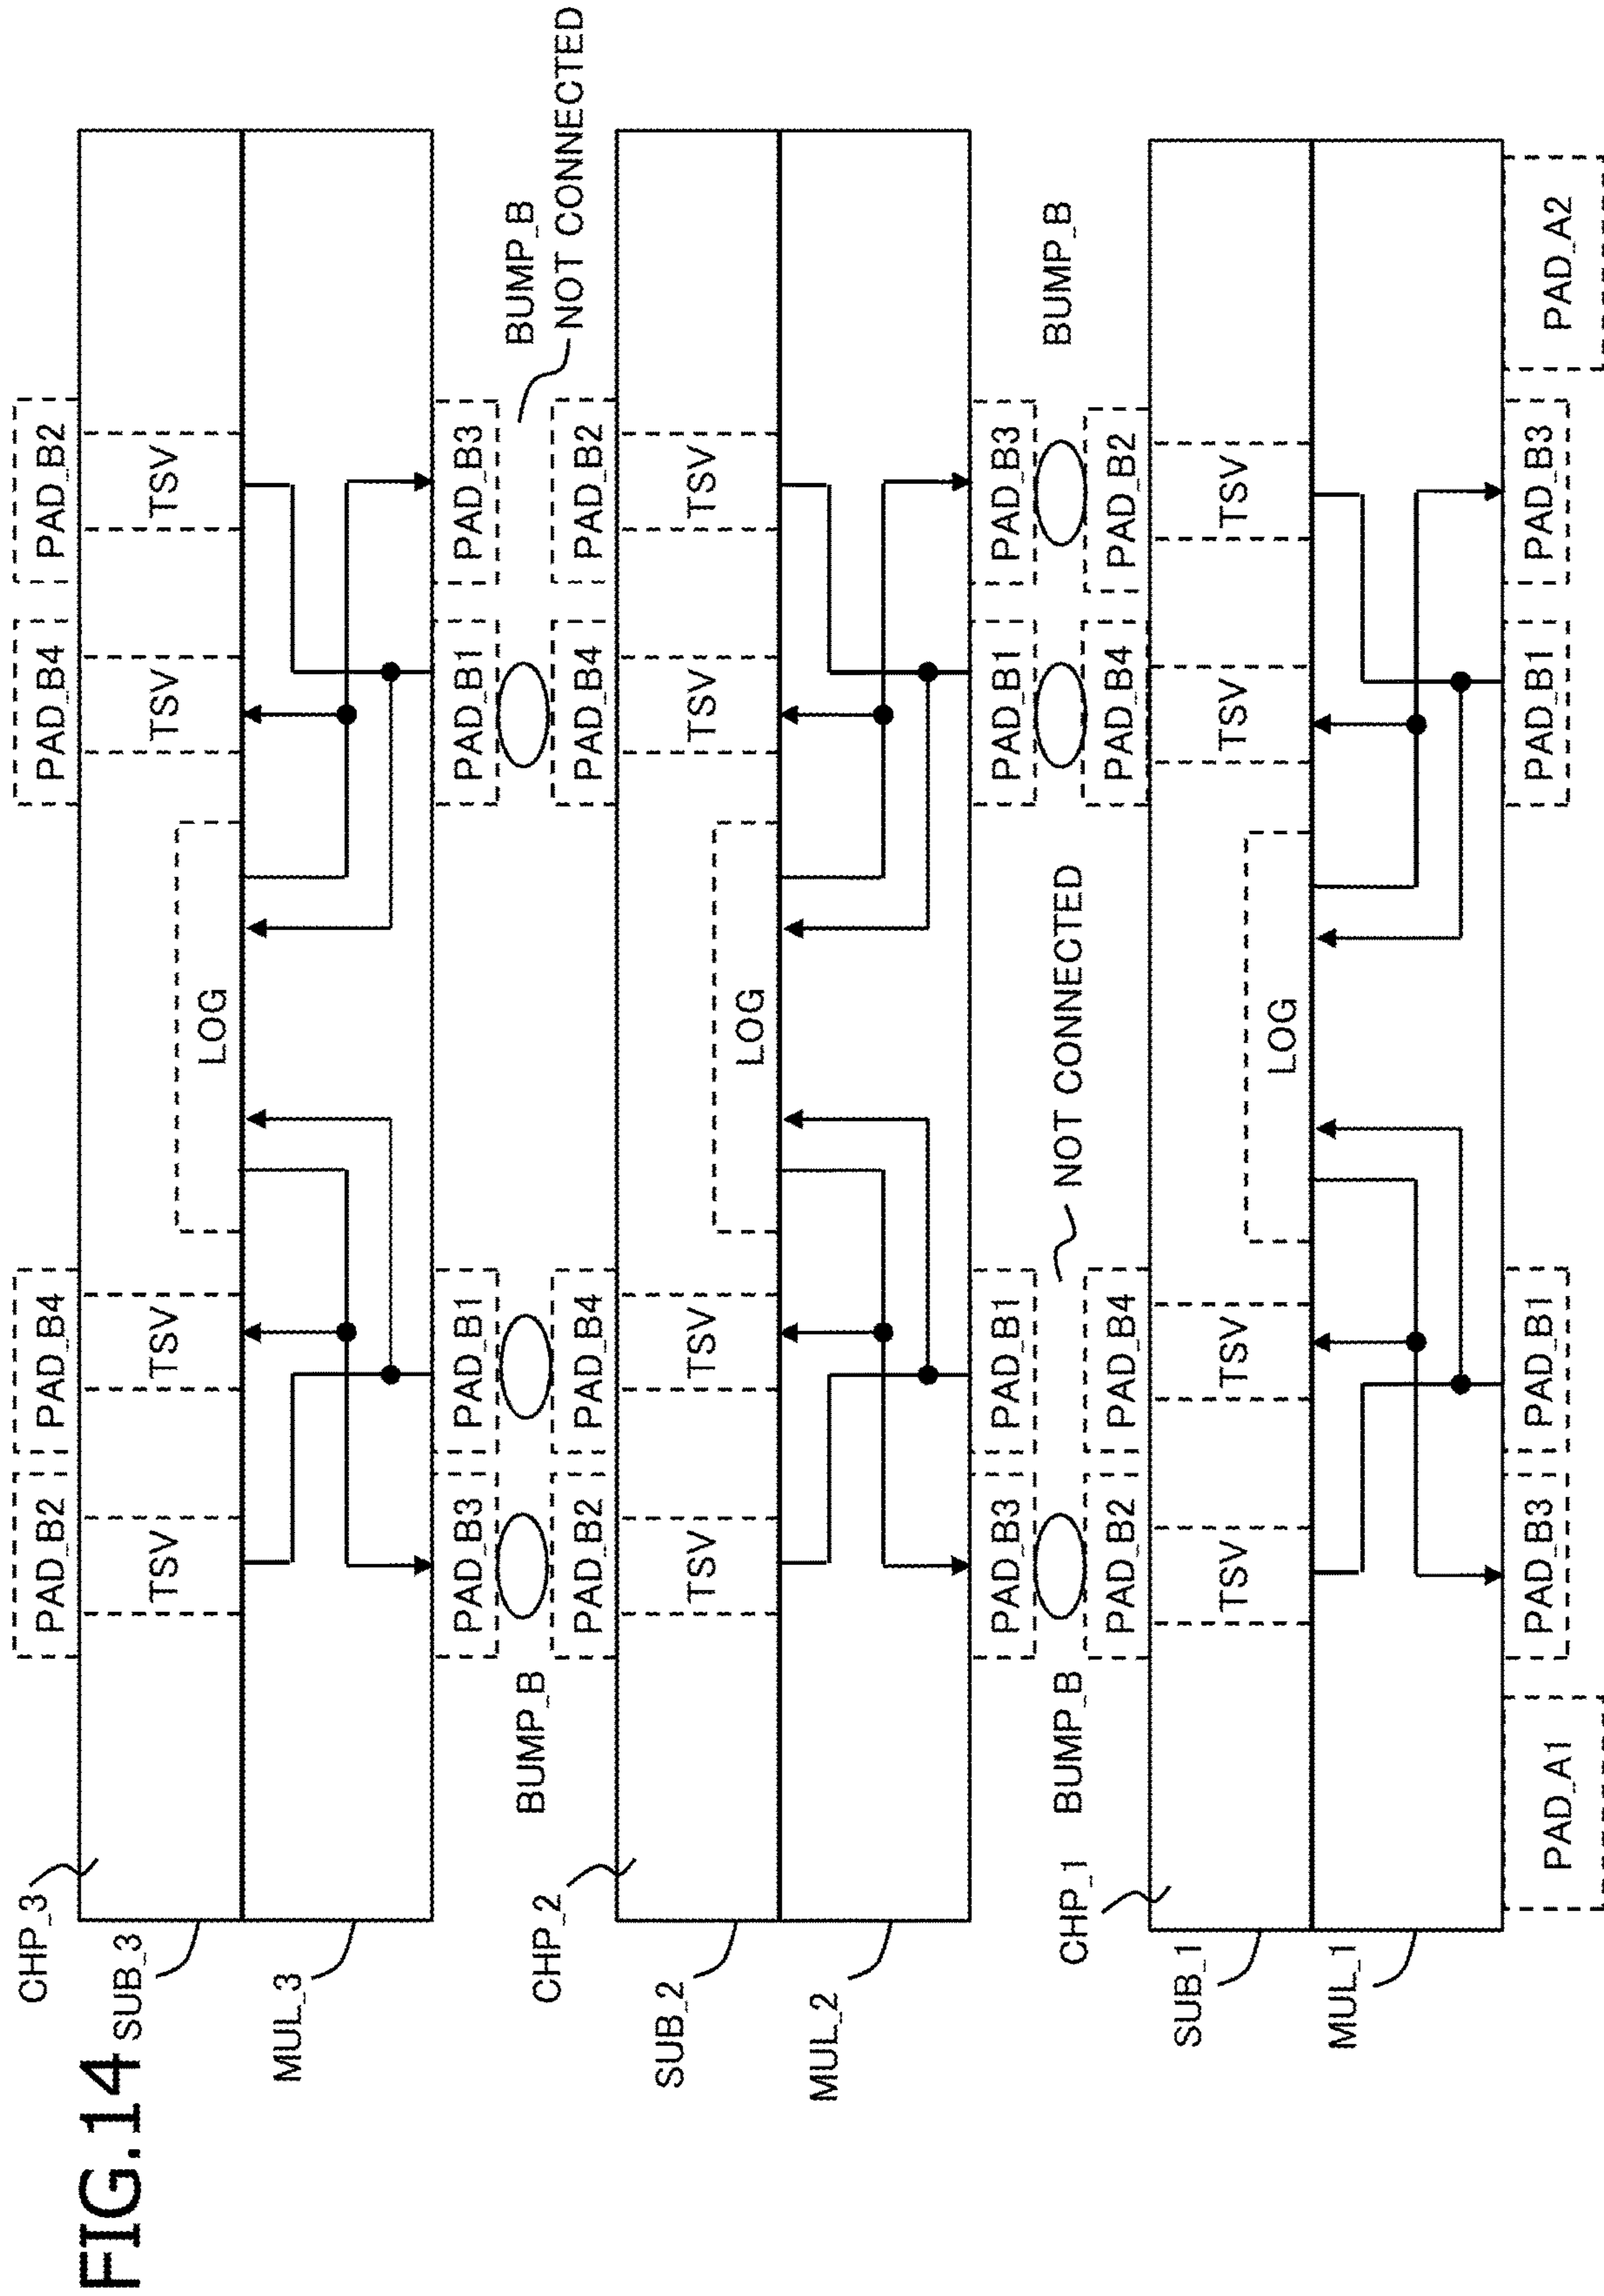 FIG.14
CHP_3
PAD_B2 PAD_B4 PAD_B4 PAD_B2
SUB_3
TSV TSV TSV TSV
LOG
MUL_3
PAD_B3 PAD_B1 PAD_B1 PAD_B3
BUMP_B BUMP_B
NOT CONNECTED
CHP_2
PAD_B2 PAD_B4 PAD_B4 PAD_B2
SUB_2
TSV TSV TSV TSV
LOG
MUL_2
PAD_B3 PAD_B1 PAD_B1 PAD_B3
BUMP_B NOT CONNECTED BUMP_B
CHP_1
PAD_B2 PAD_B4 PAD_B4 PAD_B2
SUB_1
TSV TSV TSV TSV
LOG
MUL_1
PAD_A1 PAD_B3 PAD_B1 PAD_B1 PAD_B3 PAD_A2